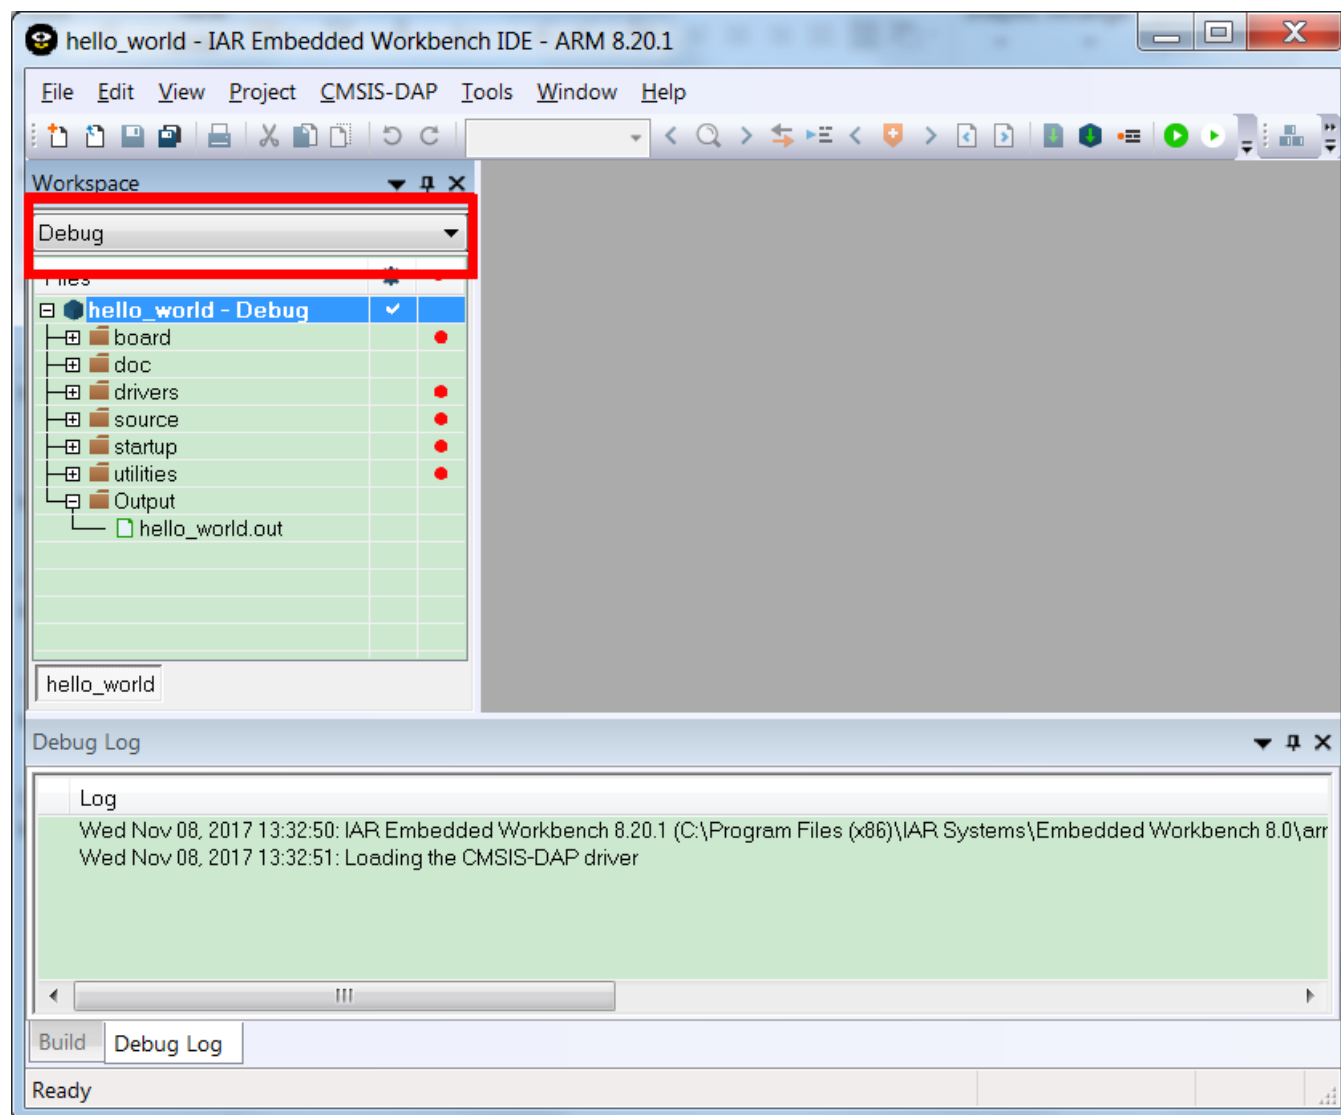 hello_world - IAR Embedded Workbench IDE - ARM 8.20.1
File Edit View Project CMSIS-DAP Tools Window Help
Workspace
Debug
Files
hello_world - Debug
board
doc
drivers
source
startup
utilities
Output
hello_world.out
hello_world
Debug Log
Log
Wed Nov 08, 2017 13:32:50: IAR Embedded Workbench 8.20.1 (C:\Program Files (x86)\IAR Systems\Embedded Workbench 8.0\arr
Wed Nov 08, 2017 13:32:51: Loading the CMSIS-DAP driver
Build Debug Log
Ready